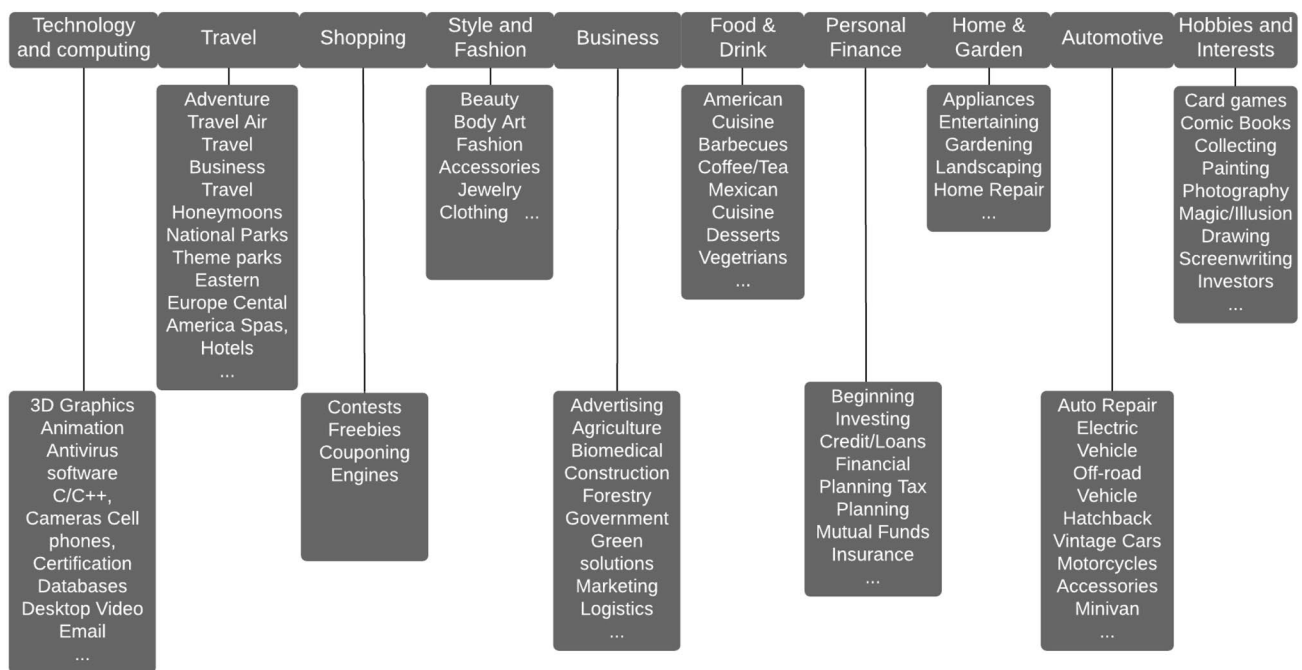 Technology
and computing
Travel
Shopping
Style and
Fashion
Business
Food &
Drink
Personal
Finance
Home &
Garden
Automotive
Hobbies and
Interests
Adventure
Travel Air
Travel
Business
Travel
Honeymoons
National Parks
Theme parks
Eastern
Europe Cental
America Spas,
Hotels
...
Beauty
Body Art
Fashion
Accessories
Jewelry
Clothing ...
American
Cuisine
Barbecues
Coffee/Tea
Mexican
Cuisine
Desserts
Vegetrians
...
Appliances
Entertaining
Gardening
Landscaping
Home Repair
...
Card games
Comic Books
Collecting
Painting
Photography
Magic/Illusion
Drawing
Screenwriting
Investors
...
3D Graphics
Animation
Antivirus
software
C/C++,
Cameras Cell
phones,
Certification
Databases
Desktop Video
Email
...
Contests
Freebies
Couponing
Engines
Advertising
Agriculture
Biomedical
Construction
Forestry
Government
Green
solutions
Marketing
Logistics
...
Beginning
Investing
Credit/Loans
Financial
Planning Tax
Planning
Mutual Funds
Insurance
...
Auto Repair
Electric
Vehicle
Off-road
Vehicle
Hatchback
Vintage Cars
Motorcycles
Accessories
Minivan
...